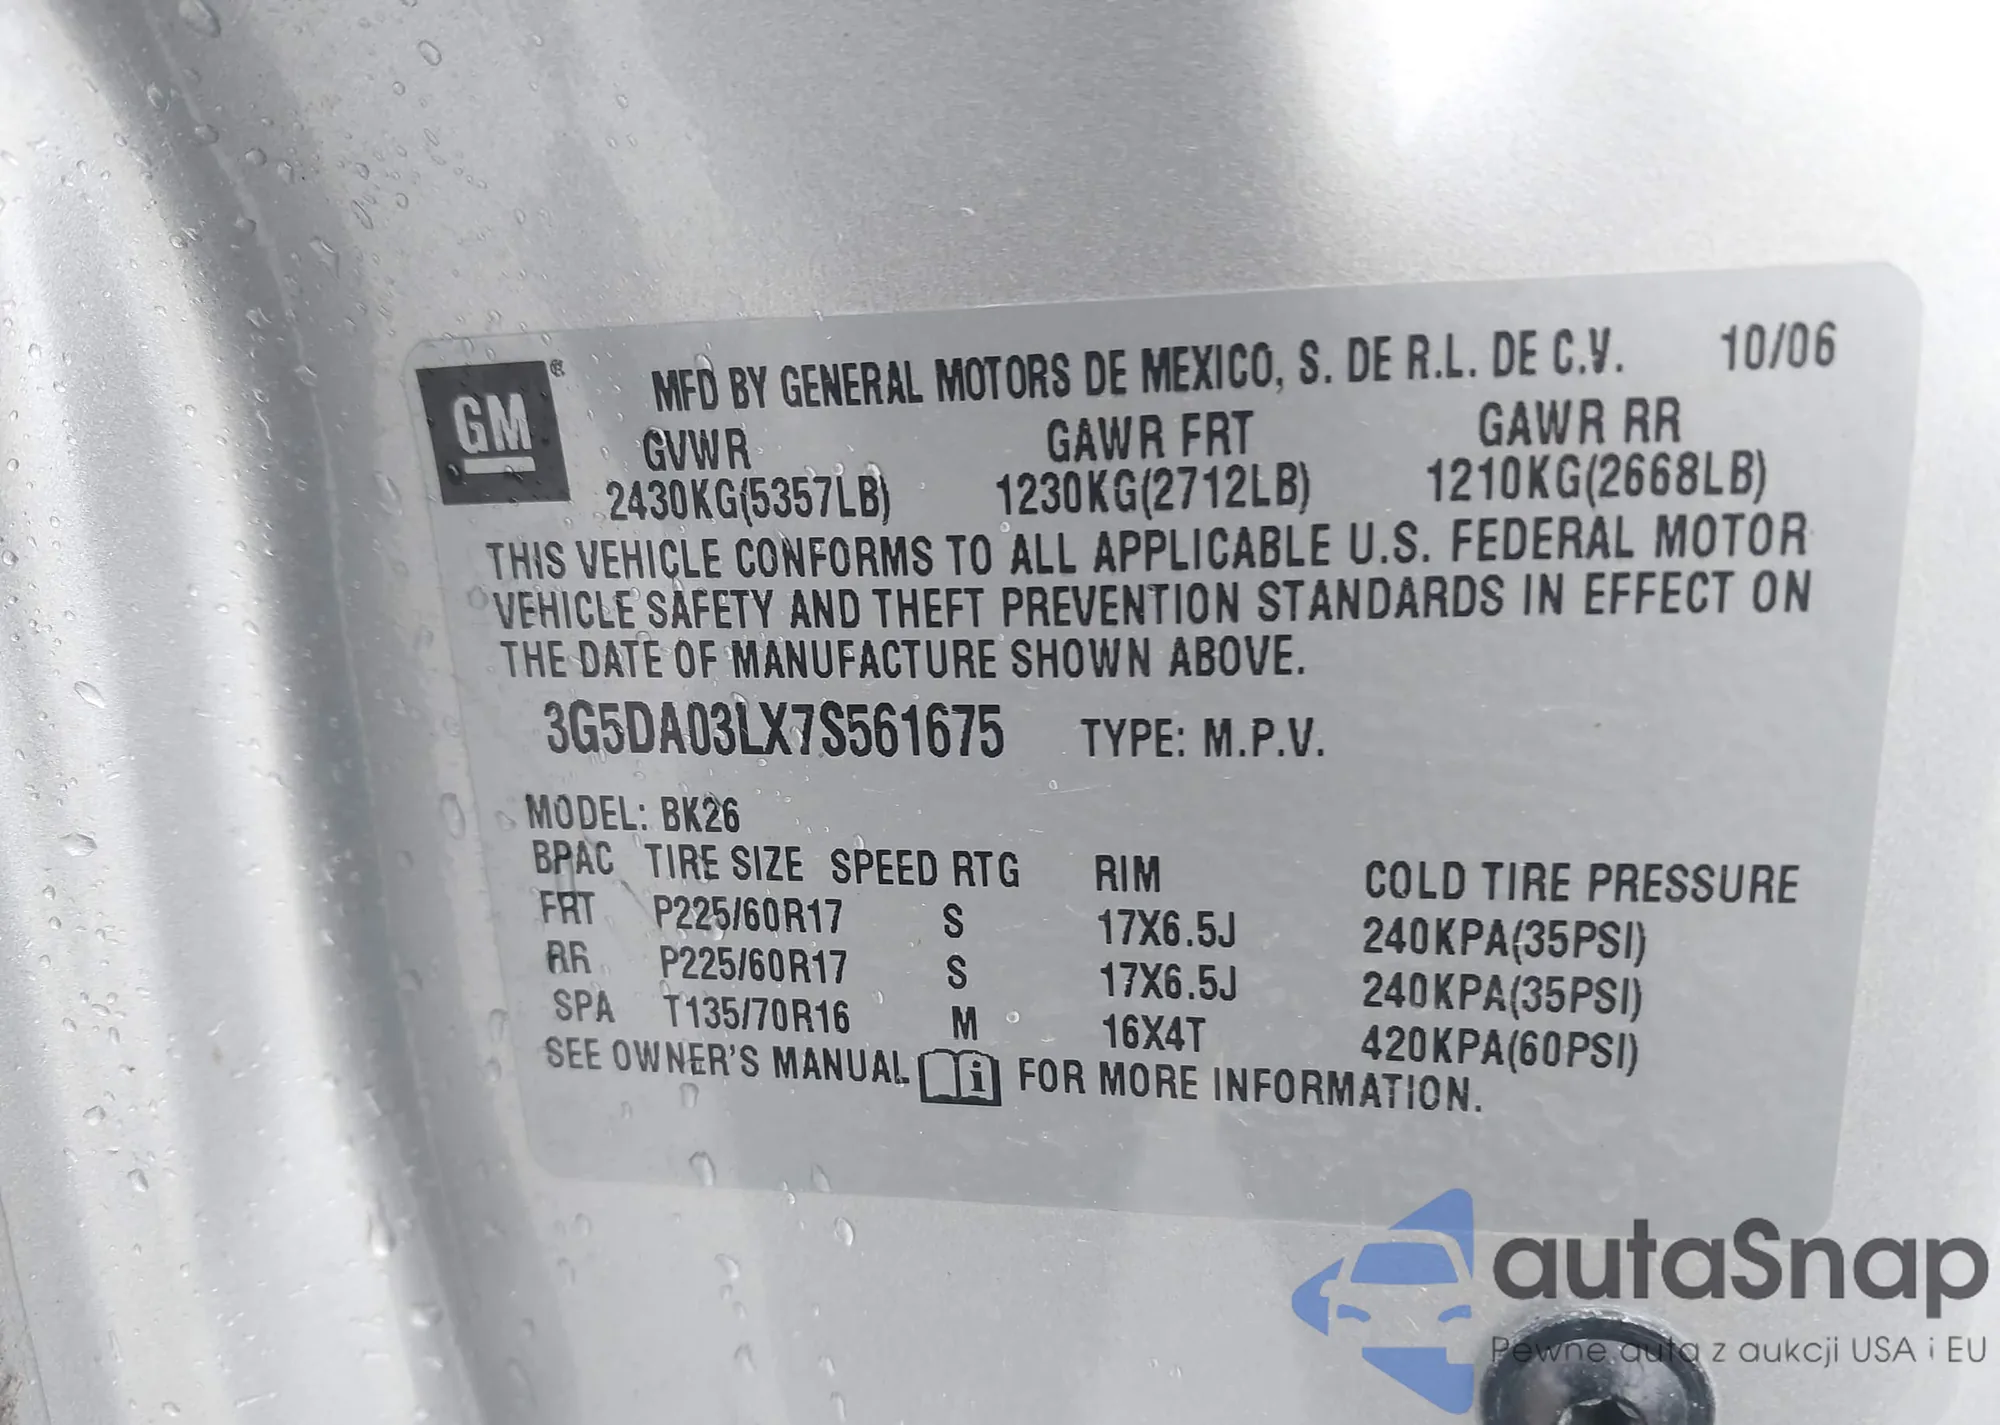 GM®
MFD BY GENERAL MOTORS DE MEXICO, S. DE R.L. DE C.V. 10/06
GVWR GAWR FRT GAWR RR
2430KG(5357LB) 1230KG(2712LB) 1210KG(2668LB)
THIS VEHICLE CONFORMS TO ALL APPLICABLE U.S. FEDERAL MOTOR
VEHICLE SAFETY AND THEFT PREVENTION STANDARDS IN EFFECT ON
THE DATE OF MANUFACTURE SHOWN ABOVE.
3G5DA03LX7S561675 TYPE: M.P.V.
MODEL: BK26
BPAC TIRE SIZE SPEED RTG RIM COLD TIRE PRESSURE
FRT P225/60R17 S 17X6.5J 240KPA(35PSI)
RR P225/60R17 S 17X6.5J 240KPA(35PSI)
SPA T135/70R16 M 16X4T 420KPA(60PSI)
SEE OWNER'S MANUAL i FOR MORE INFORMATION.
autaSnap
Pewne auta z aukcji USA i EU